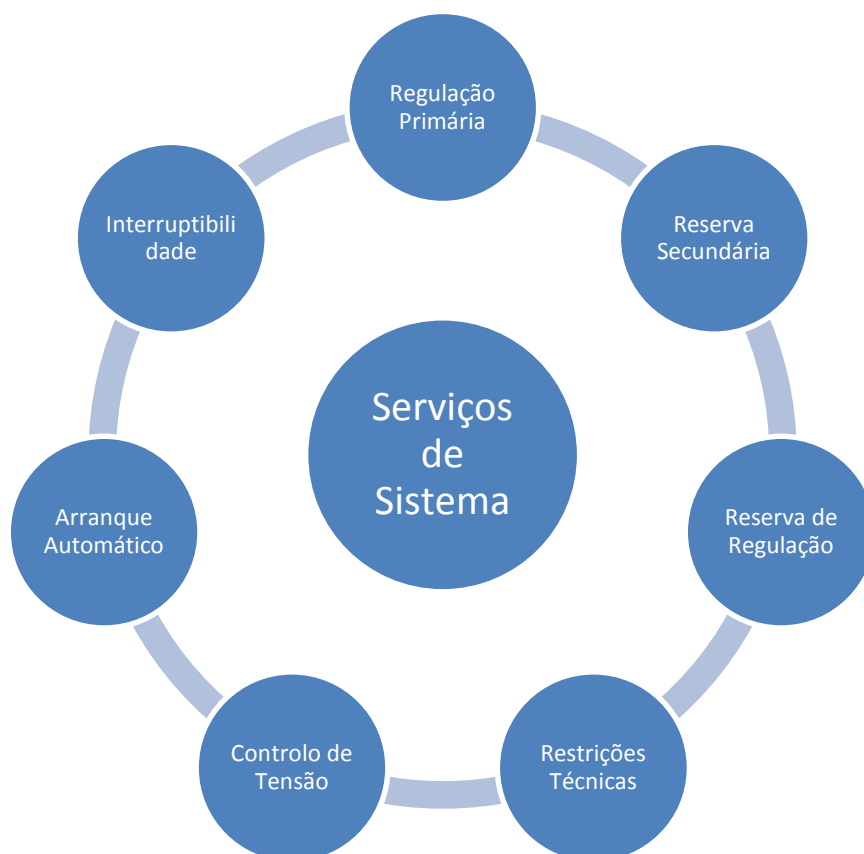 Regulação
Primária
Reserva
Secundária
Reserva de
Regulação
Restrições
Técnicas
Controlo de
Tensão
Arranque
Automático
Interruptibili
dade
Serviços
de
Sistema